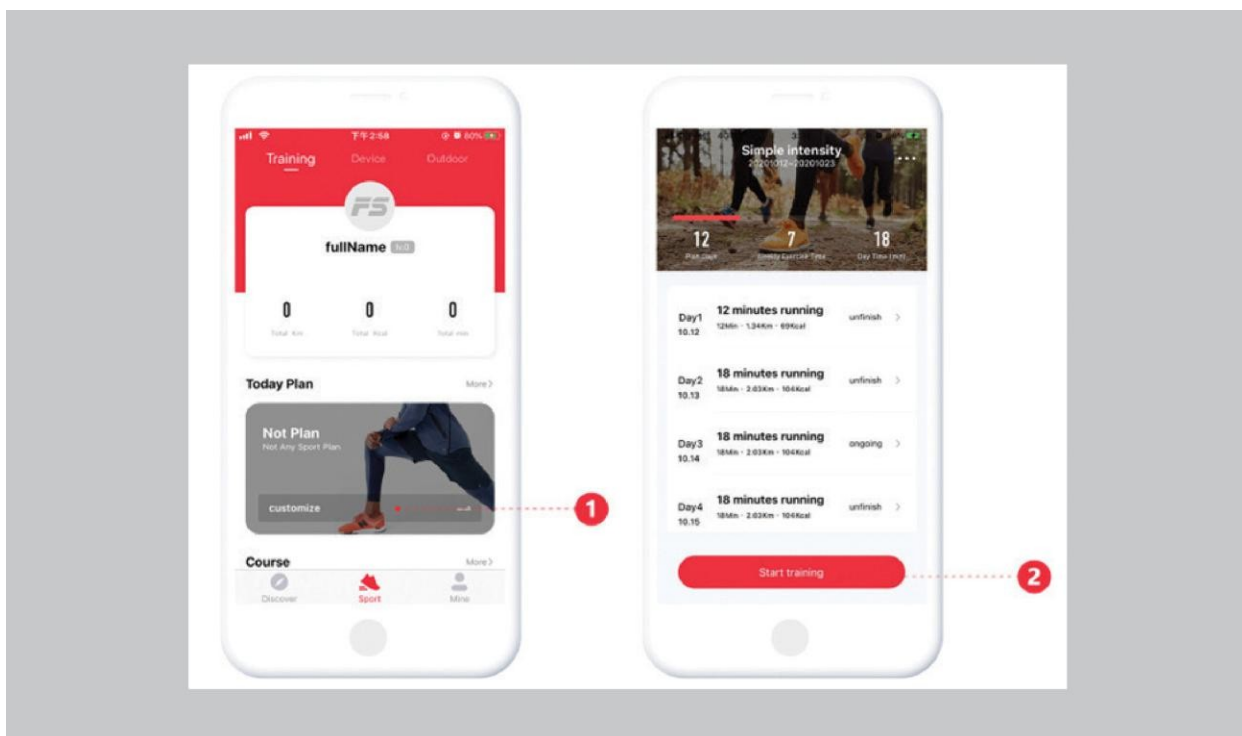 下午2:58
80%
Training
Device
Outdoor
FS
fullName
0
0
0
Total Km
Total Kcal
Total min
Today Plan
More>
Not Plan
Not Any Sport Plan
customize
1
Course
More>
Discover
Sport
Mine
Simple intensity
20201012~20201023
12
7
18
Plan Days
Weekly Exercise Time
Day Time (min)
Day1
10.12
12 minutes running
12Min · 1.34Km · 69Kcal
unfinish >
Day2
10.13
18 minutes running
18Min · 2.03Km · 104Kcal
unfinish >
Day3
10.14
18 minutes running
18Min · 2.03Km · 104Kcal
ongoing >
Day4
10.15
18 minutes running
18Min · 2.03Km · 104Kcal
unfinish >
Start training
2